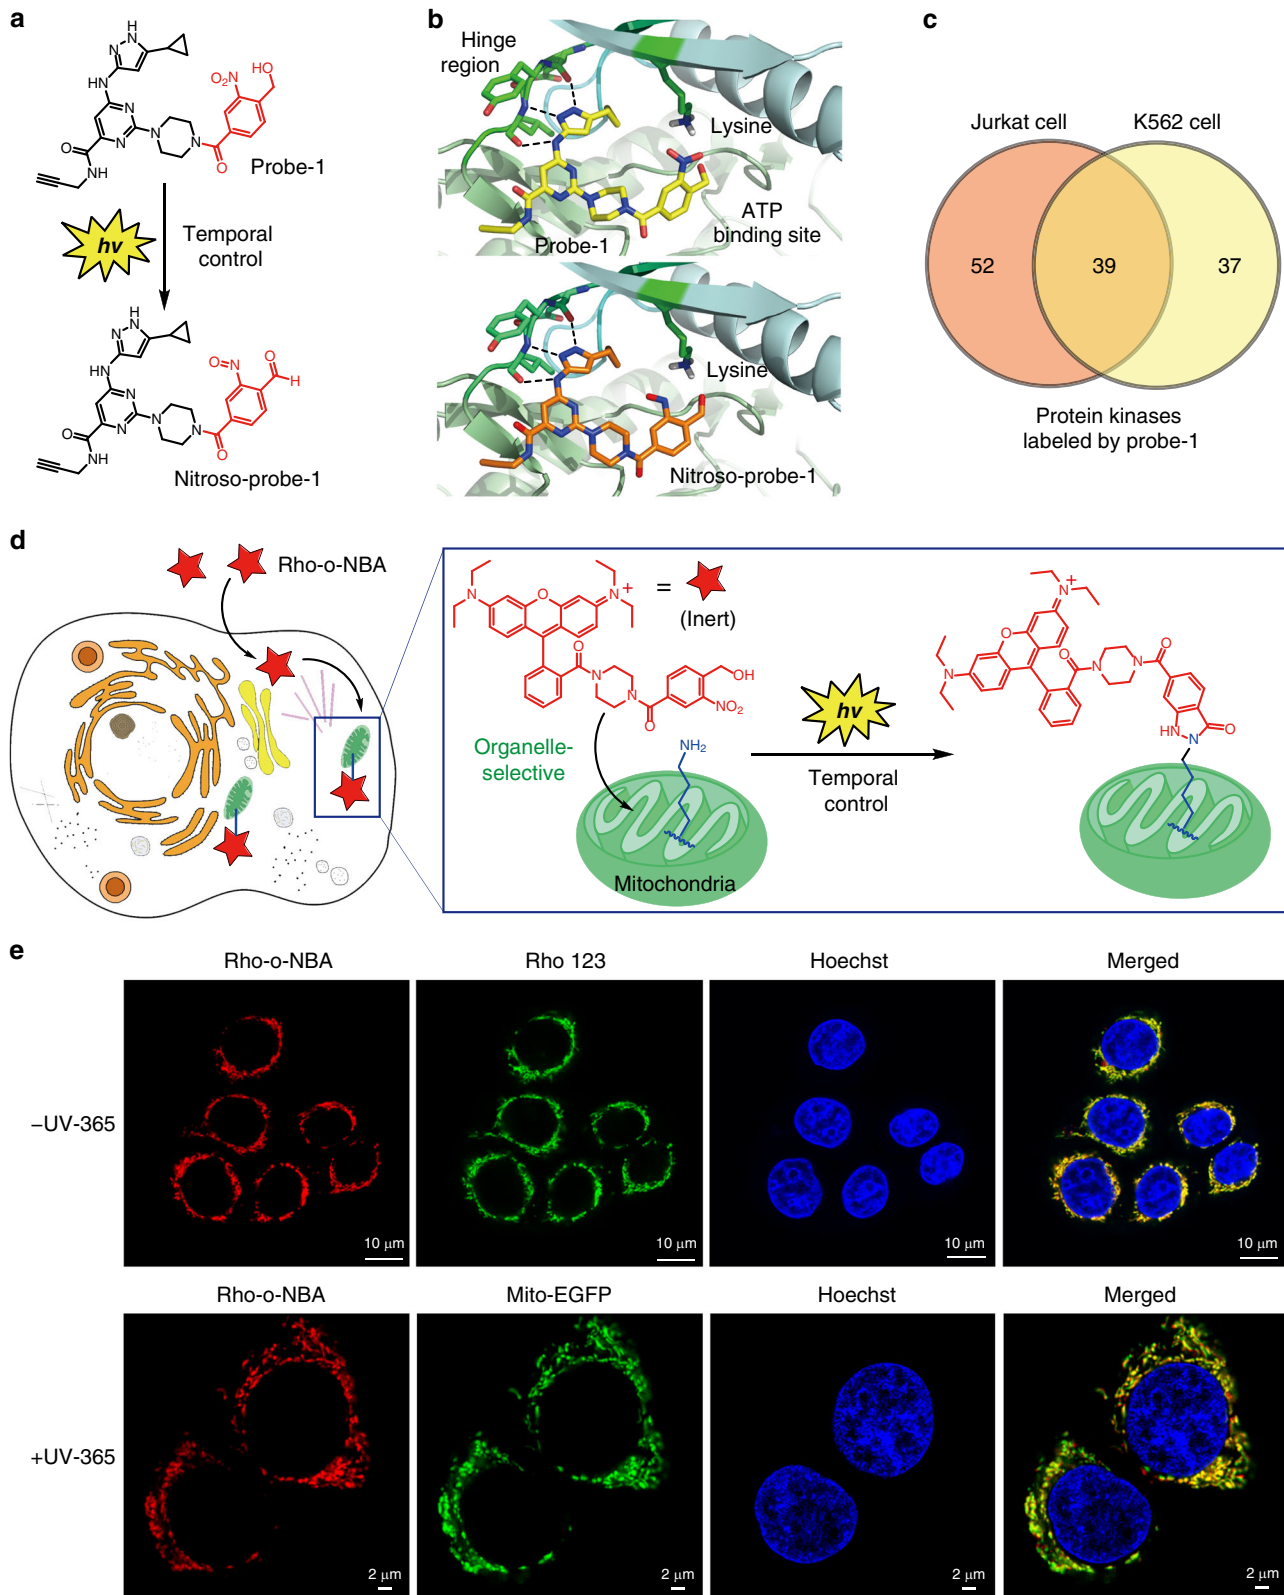 a
H
N
N
HN
O₂N
HO
N
N
N
N
O
O
NH
Probe-1
hv
Temporal
control
H
N
N
HN
O
N
O
H
N
N
N
N
O
O
NH
Nitroso-probe-1
b
Hinge
region
Lysine
ATP
binding site
Probe-1
Lysine
Nitroso-probe-1
c
Jurkat cell
K562 cell
52
39
37
Protein kinases
labeled by probe-1
d
Rho-o-NBA
N
O
N
+
=
(Inert)
O
N
N
O
OH
NO₂
Organelle-
selective
NH₂
Mitochondria
hv
Temporal
control
N
+
O
N
O
N
N
O
HN
N
O
e
Rho-o-NBA
Rho 123
Hoechst
Merged
–UV-365
10 μm
10 μm
10 μm
10 μm
Rho-o-NBA
Mito-EGFP
Hoechst
Merged
+UV-365
2 μm
2 μm
2 μm
2 μm